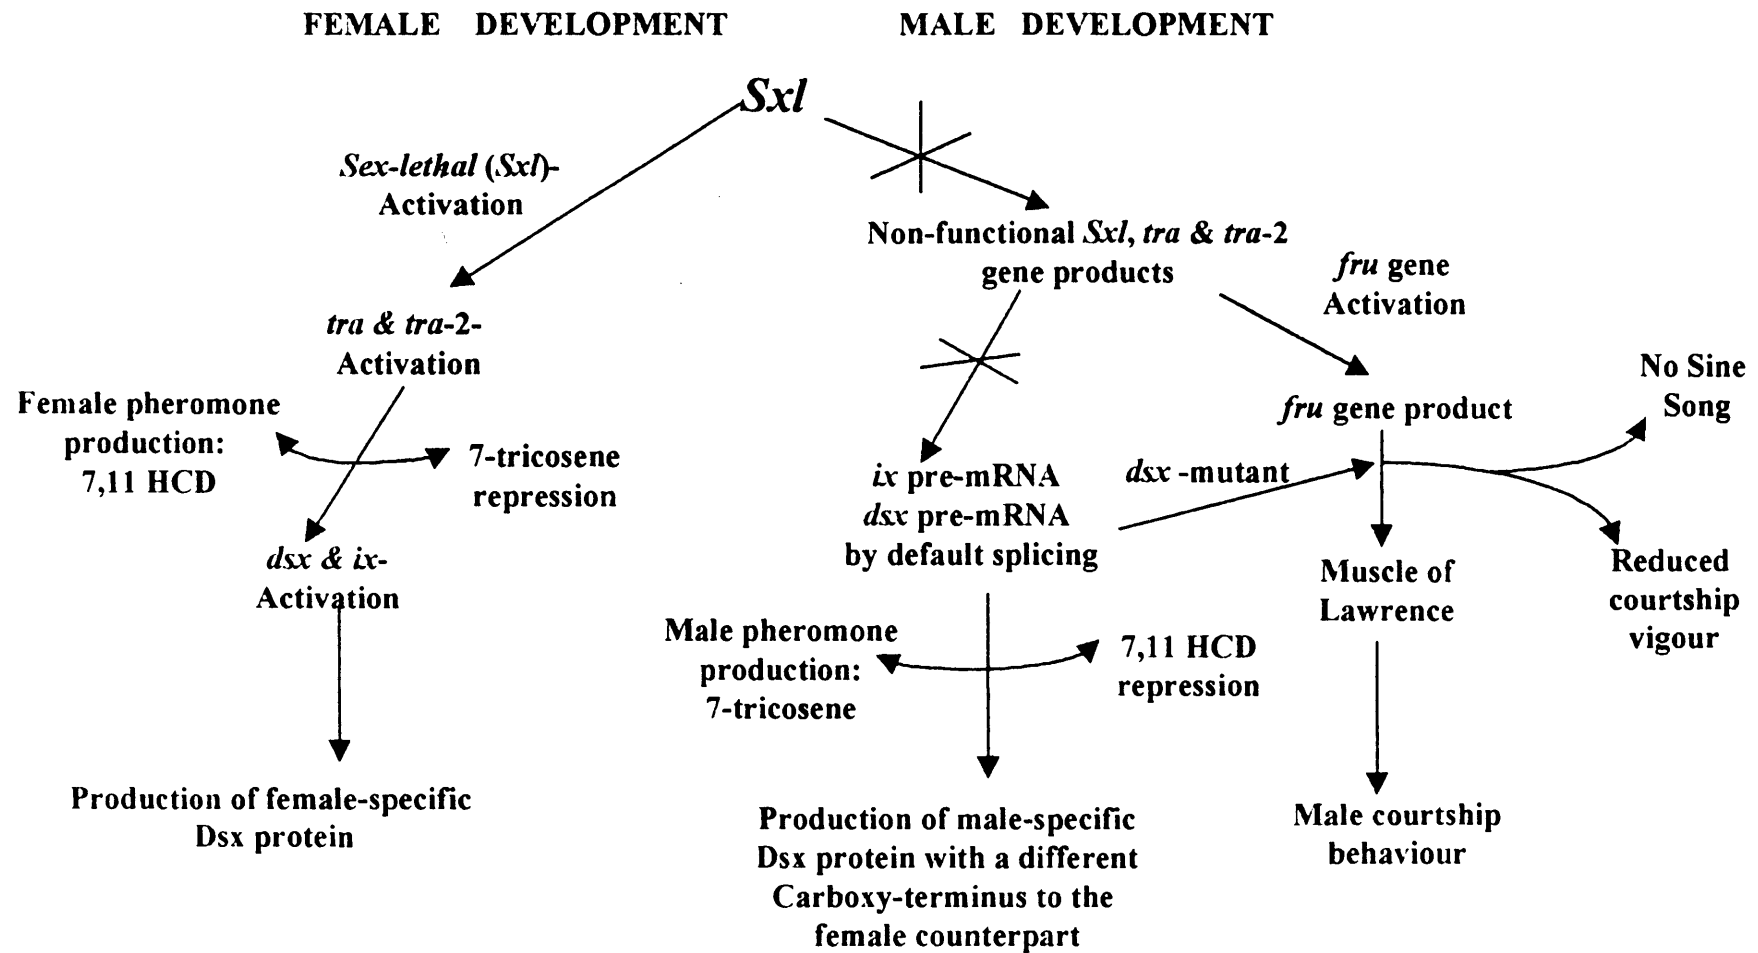 FEMALE DEVELOPMENT
MALE DEVELOPMENT
Sxl
Sex-lethal (Sxl)-
Activation
Non-functional Sxl, tra & tra-2
gene products
fru gene
Activation
tra & tra-2-
Activation
Female pheromone
production:
7,11 HCD
7-tricosene
repression
dsx & ix-
Activation
Production of female-specific
Dsx protein
ix pre-mRNA
dsx pre-mRNA
by default splicing
dsx -mutant
fru gene product
No Sine
Song
Reduced
courtship
vigour
Muscle of
Lawrence
Male pheromone
production:
7-tricosene
7,11 HCD
repression
Production of male-specific
Dsx protein with a different
Carboxy-terminus to the
female counterpart
Male courtship
behaviour